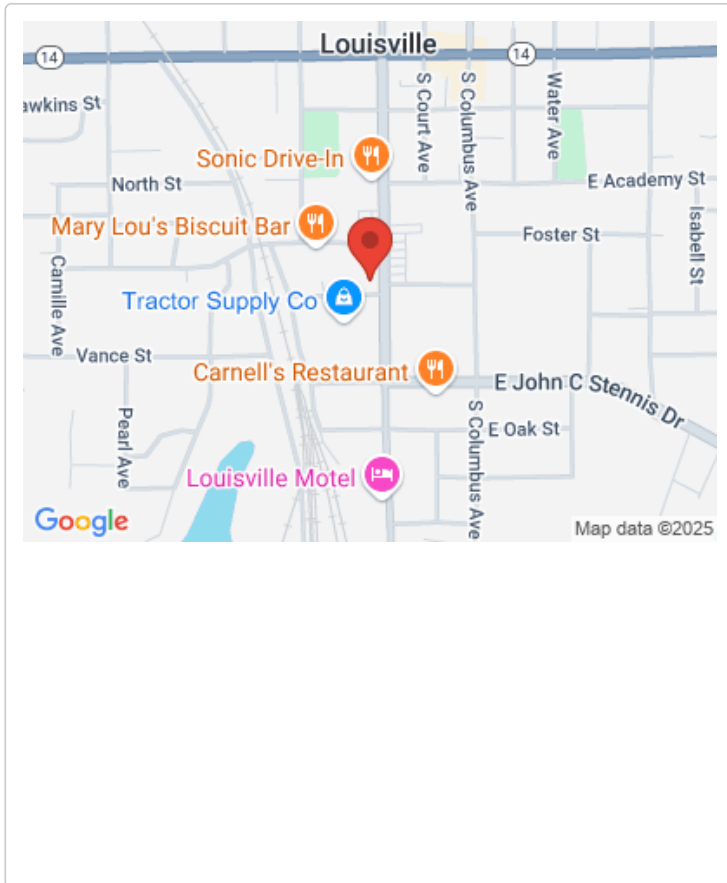 Louisville
14
14
awkins St
S Court Ave
S Columbus Ave
Water Ave
Sonic Drive-In
North St
E Academy St
Mary Lou's Biscuit Bar
Foster St
Isabell St
Camille Ave
Tractor Supply Co
Vance St
Carnell's Restaurant
E John C Stennis Dr
Pearl Ave
S Columbus Ave
E Oak St
Louisville Motel
Google
Map data ©2025